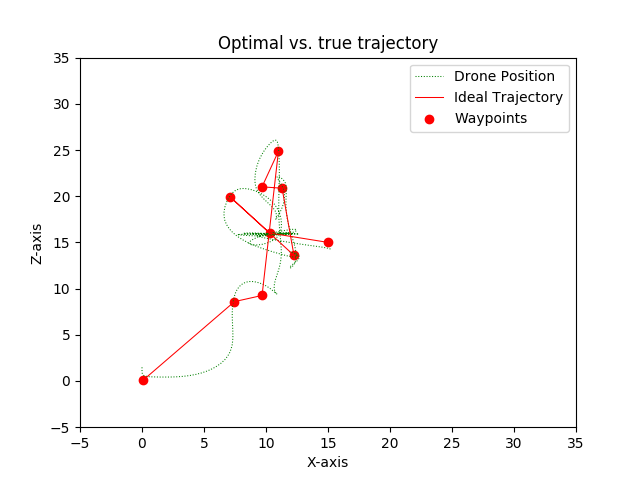 Optimal vs. true trajectory
Drone Position
Ideal Trajectory
Waypoints
Z-axis
35
30
25
20
15
10
5
0
−5
−5 0 5 10 15 20 25 30 35
X-axis